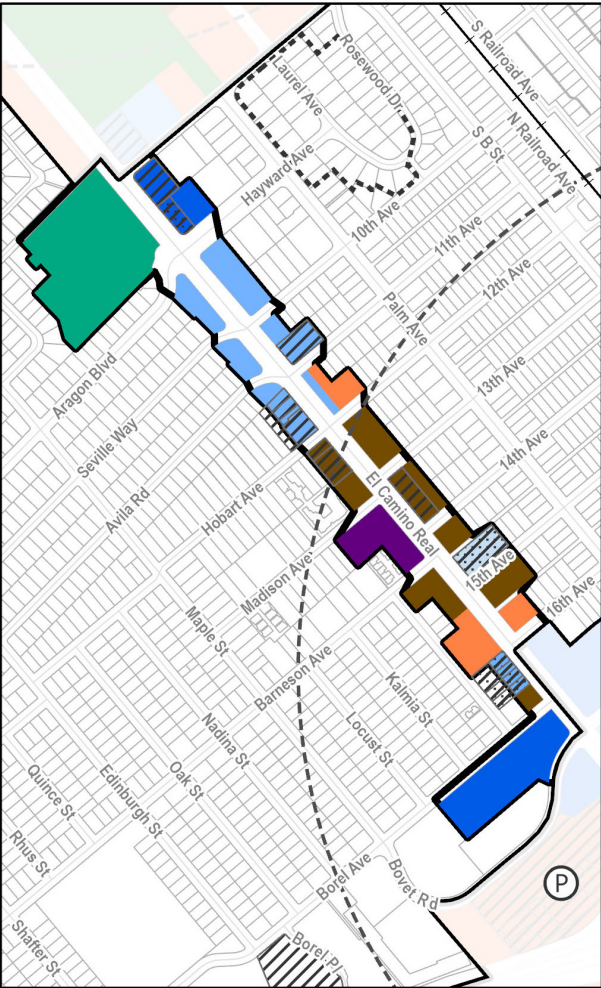 S Railroad Ave
Rosewood Dr
Laurel Ave
S B St
N Railroad Ave
Hayward Ave
10th Ave
11th Ave
12th Ave
Palm Ave
13th Ave
Aragon Blvd
14th Ave
Seville Way
El Camino Real
Avila Rd
Hobart Ave
15th Ave
16th Ave
Madison Ave
Maple St
Barneson Ave
Kalmia St
Nadina St
Locust St
Oak St
Quince St
Edinburgh St
Rhus St
Borel Ave
Bovet Rd
P
Shafter St
Borel Pl